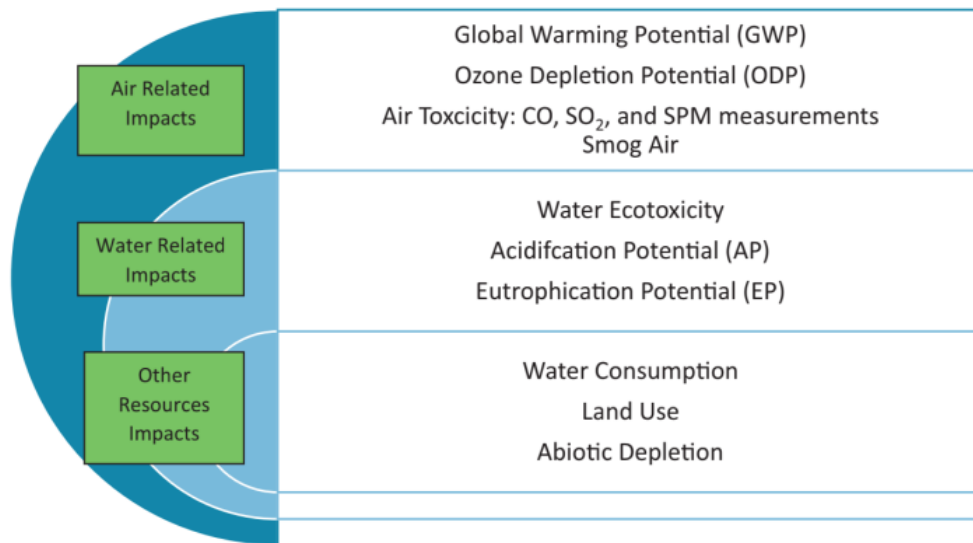 Air Related
Impacts
Global Warming Potential (GWP)
Ozone Depletion Potential (ODP)
Air Toxcicity: CO, SO₂, and SPM measurements
Smog Air
Water Related
Impacts
Water Ecotoxicity
Acidifcation Potential (AP)
Eutrophication Potential (EP)
Other
Resources
Impacts
Water Consumption
Land Use
Abiotic Depletion